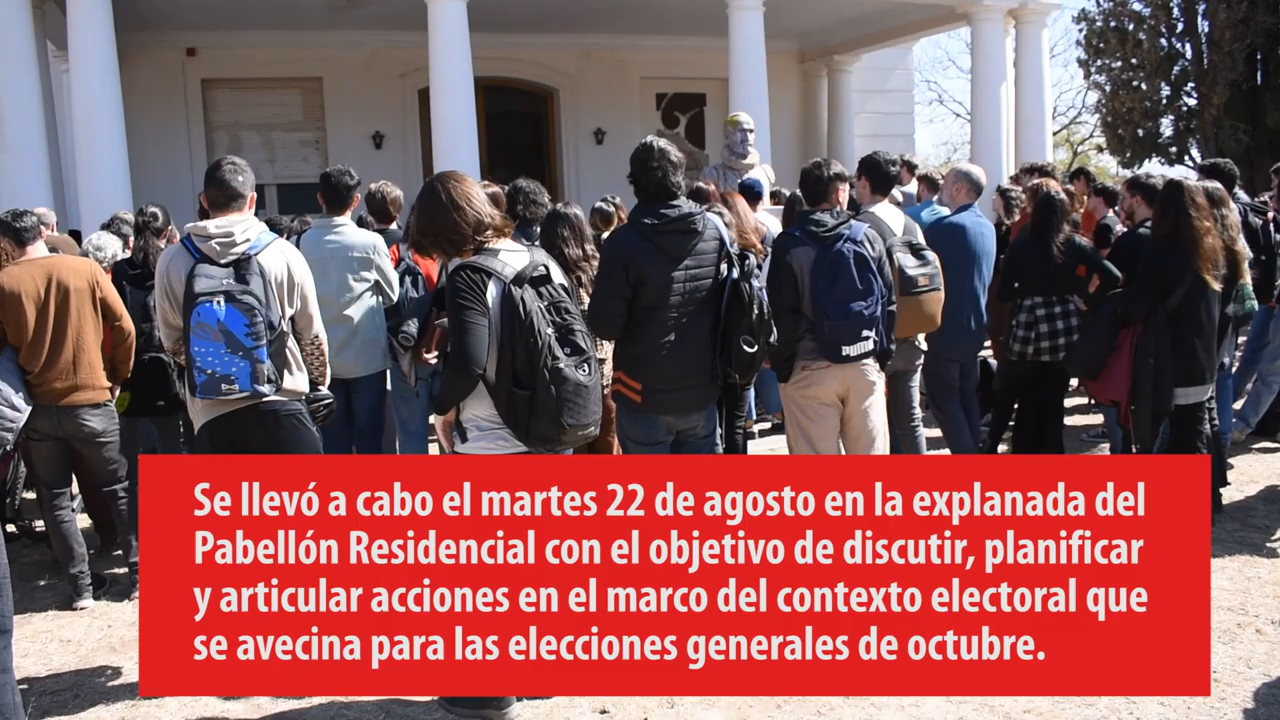 PUMA
Se llevó a cabo el martes 22 de agosto en la explanada del
Pabellón Residencial con el objetivo de discutir, planificar
y articular acciones en el marco del contexto electoral que
se avecina para las elecciones generales de octubre.